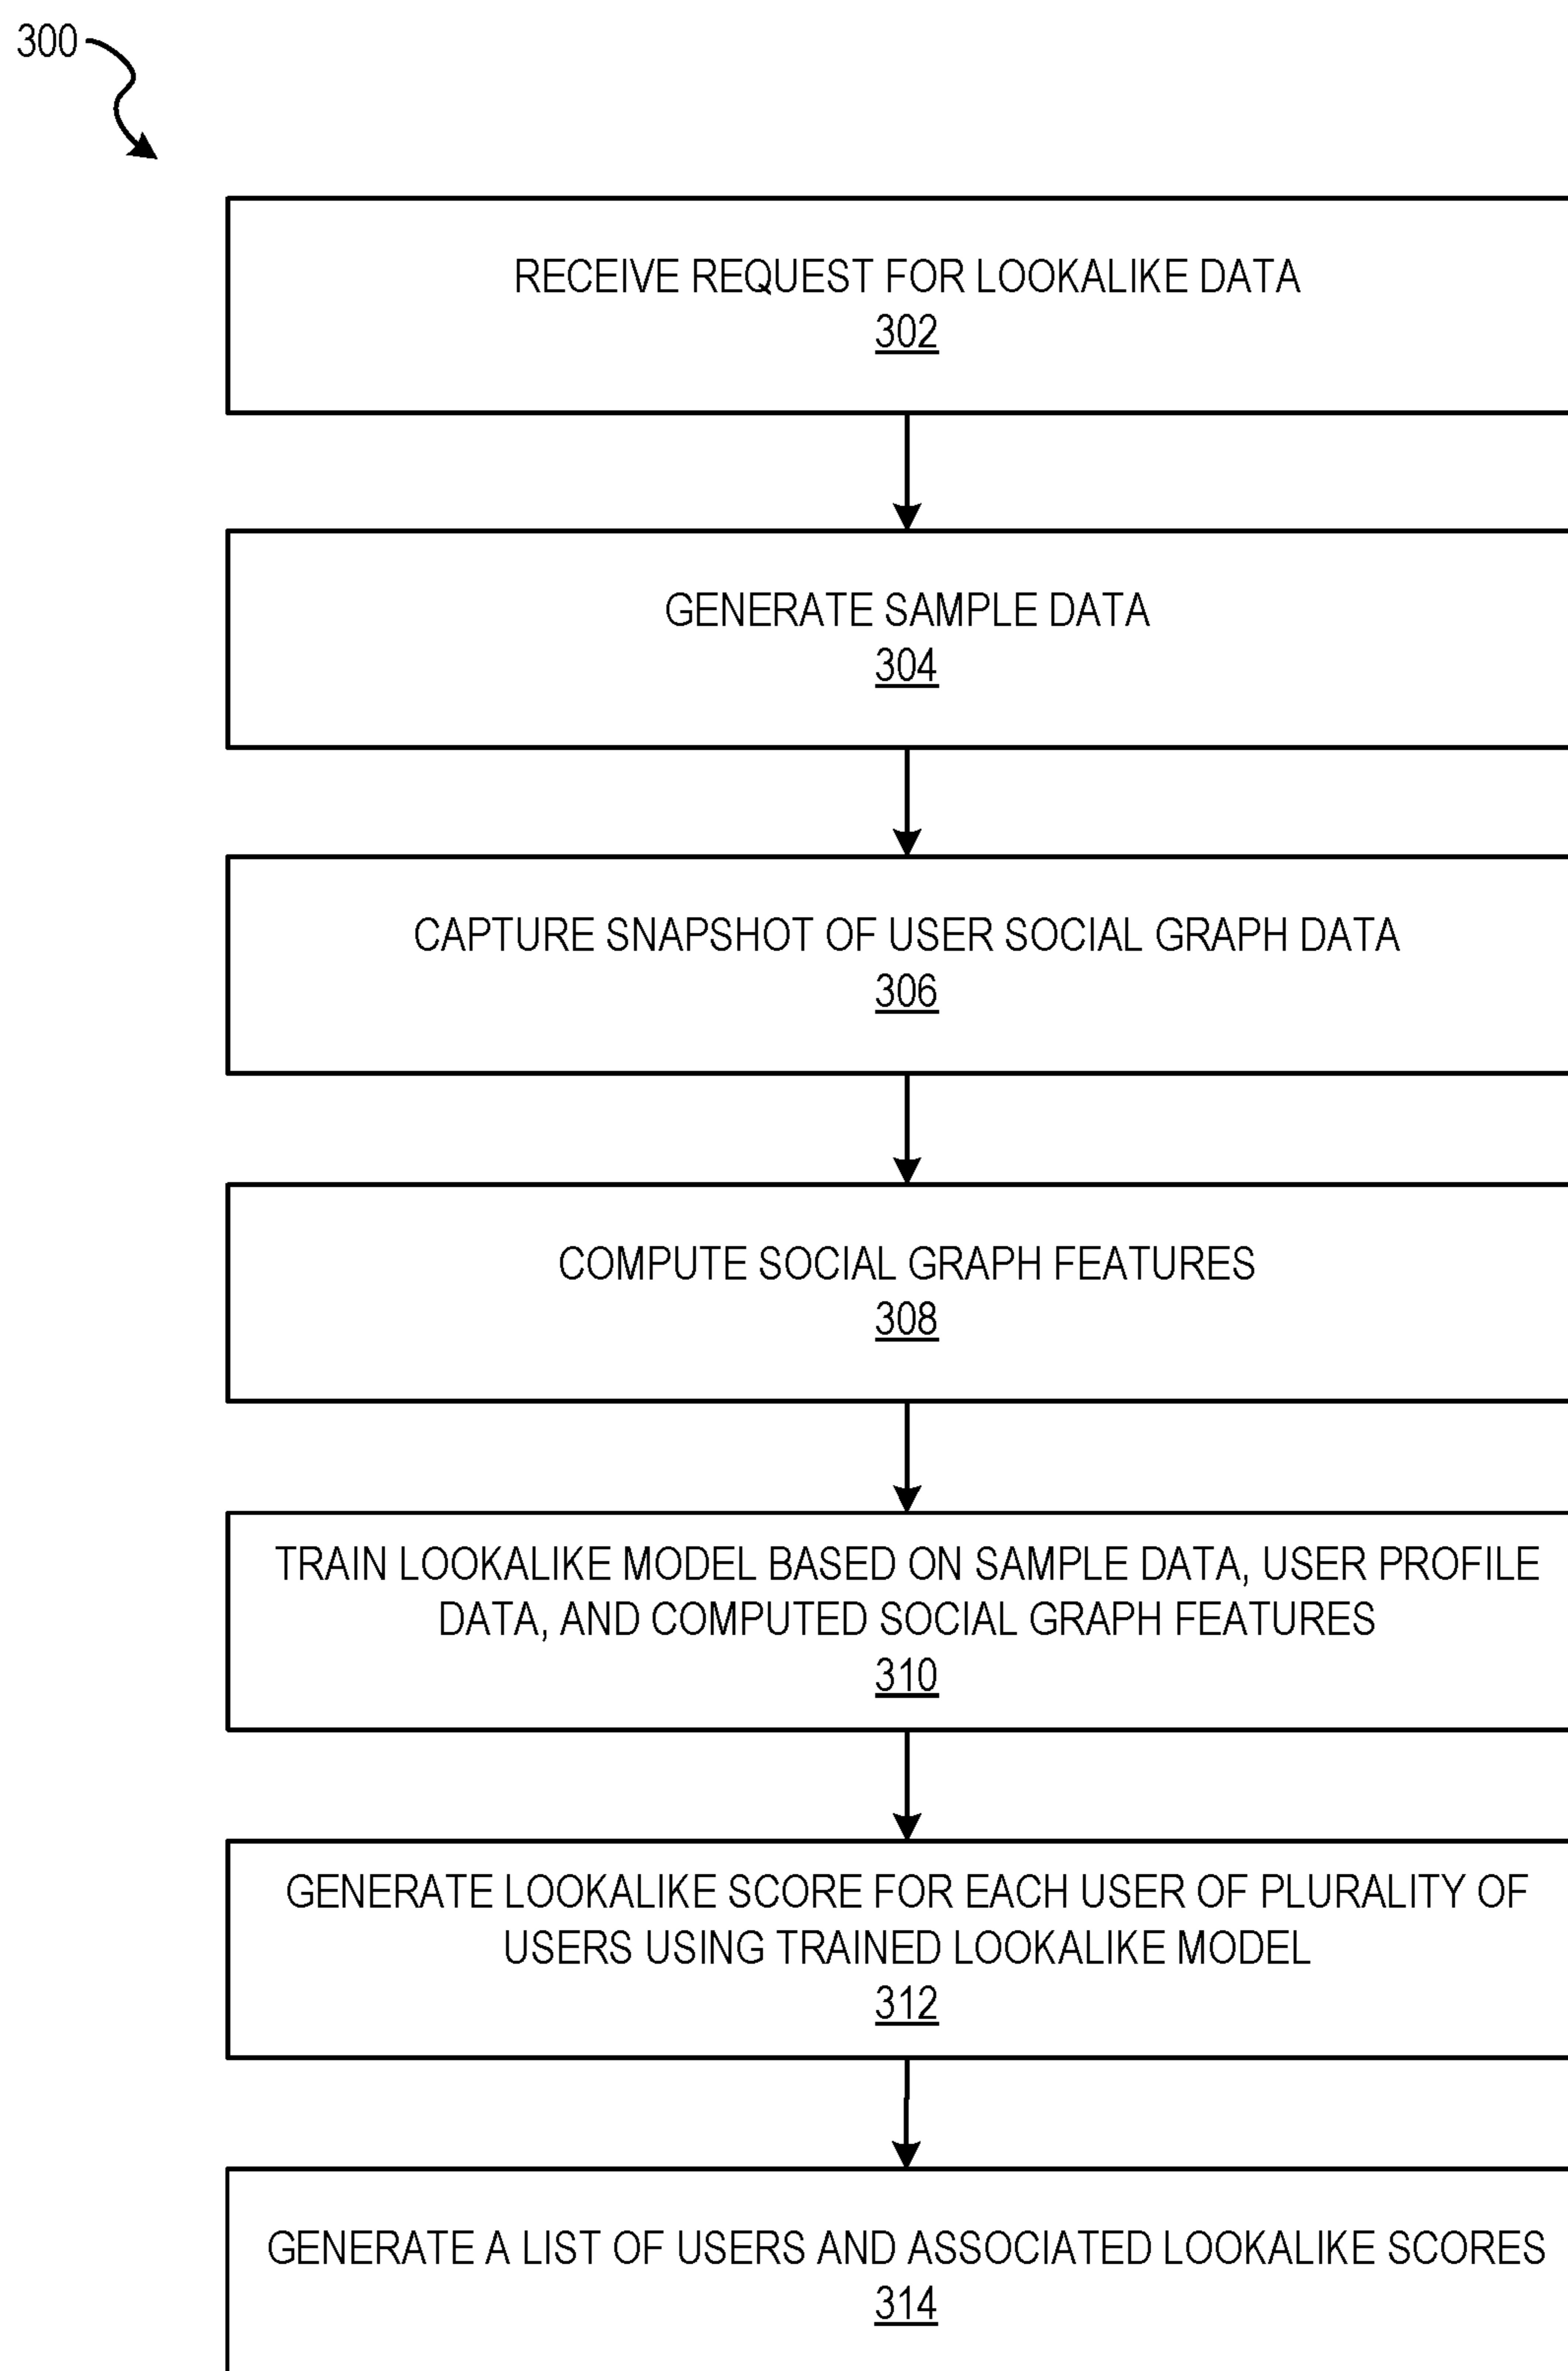 300
RECEIVE REQUEST FOR LOOKALIKE DATA
302
GENERATE SAMPLE DATA
304
CAPTURE SNAPSHOT OF USER SOCIAL GRAPH DATA
306
COMPUTE SOCIAL GRAPH FEATURES
308
TRAIN LOOKALIKE MODEL BASED ON SAMPLE DATA, USER PROFILE
DATA, AND COMPUTED SOCIAL GRAPH FEATURES
310
GENERATE LOOKALIKE SCORE FOR EACH USER OF PLURALITY OF
USERS USING TRAINED LOOKALIKE MODEL
312
GENERATE A LIST OF USERS AND ASSOCIATED LOOKALIKE SCORES
314